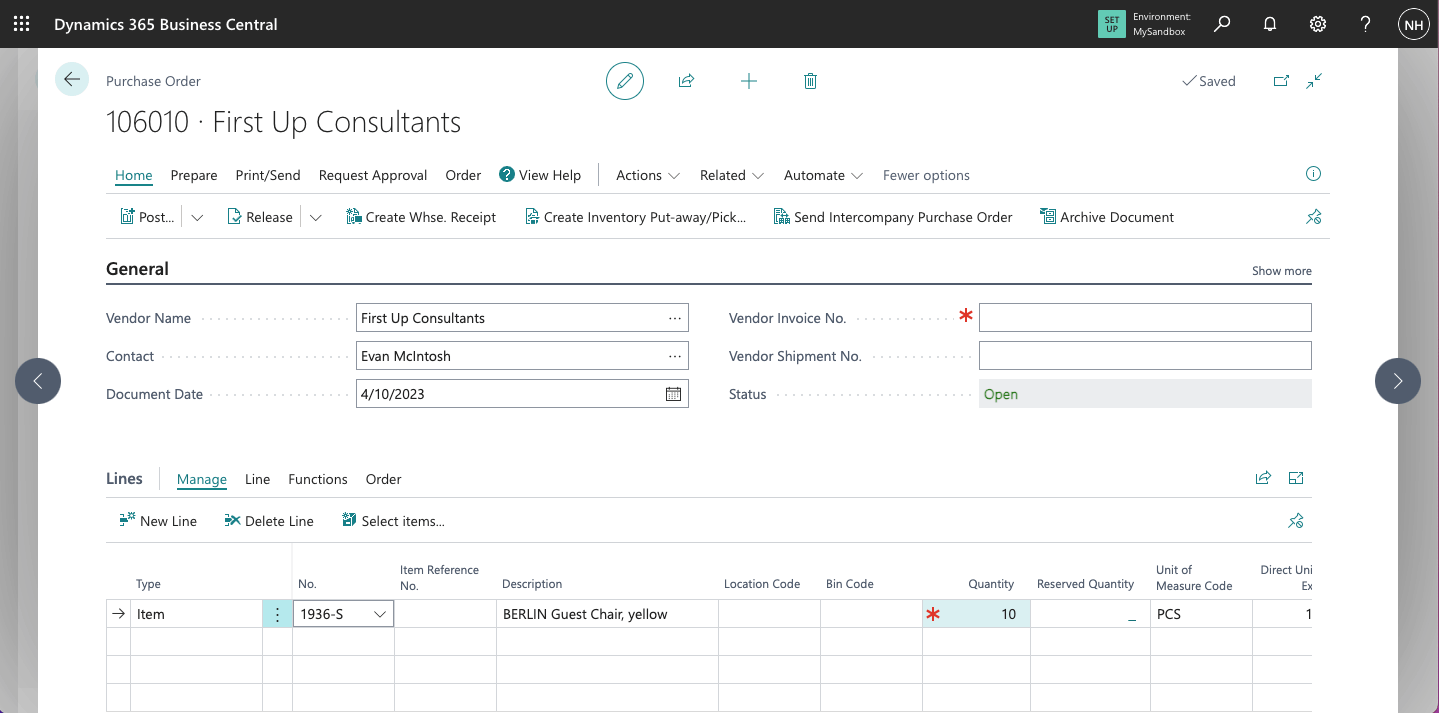 Dynamics 365 Business Central
SET UP
Environment:
MySandbox
?
NH
Purchase Order
Saved
106010 · First Up Consultants
Home Prepare Print/Send Request Approval Order ? View Help Actions Related Automate Fewer options
Post... Release Create Whse. Receipt Create Inventory Put-away/Pick... Send Intercompany Purchase Order Archive Document
General Show more
Vendor Name First Up Consultants ... Vendor Invoice No. *
Contact Evan McIntosh ... Vendor Shipment No.
Document Date 4/10/2023 Status Open
Lines Manage Line Functions Order
New Line Delete Line Select items...
Type No. Item Reference No. Description Location Code Bin Code Quantity Reserved Quantity Unit of Measure Code Direct Uni Ex
Item 1936-S BERLIN Guest Chair, yellow * 10 _ PCS 1